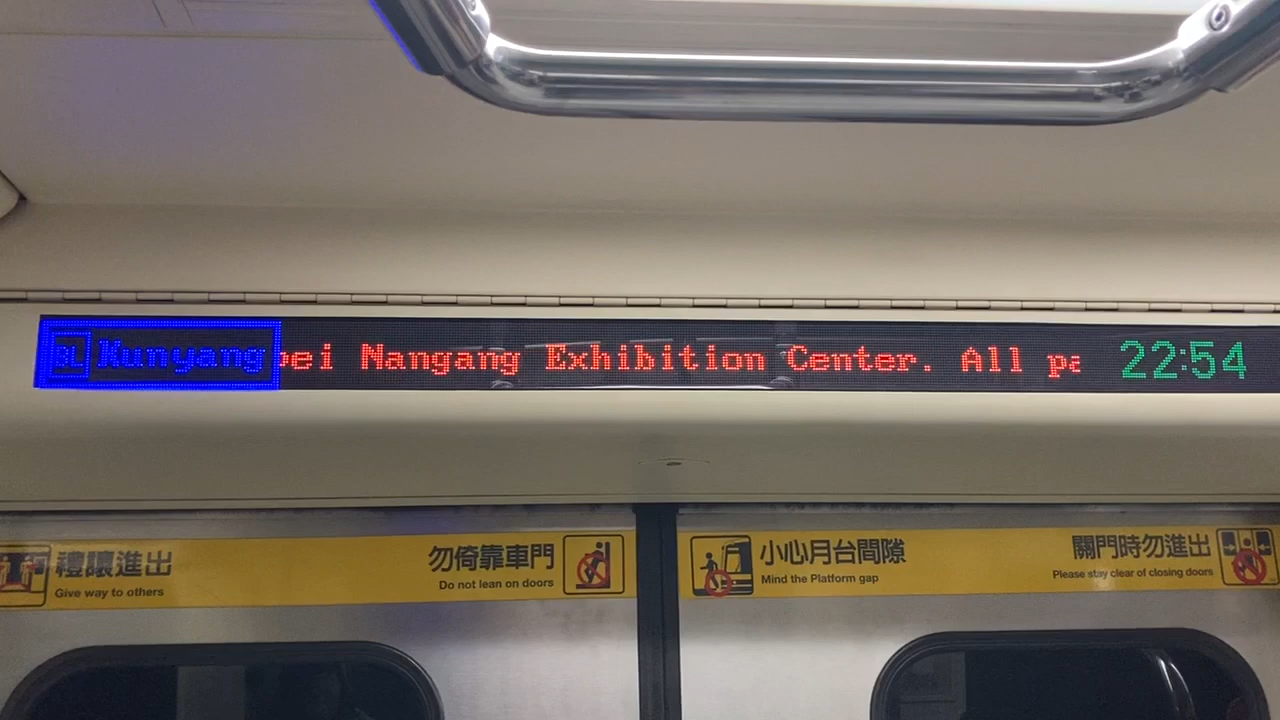 BL Kunyang
pei Nangang Exhibition Center. All pa
22:54
禮讓進出
Give way to others
勿倚靠車門
Do not lean on doors
小心月台間隙
Mind the Platform gap
關門時勿進出
Please stay clear of closing doors